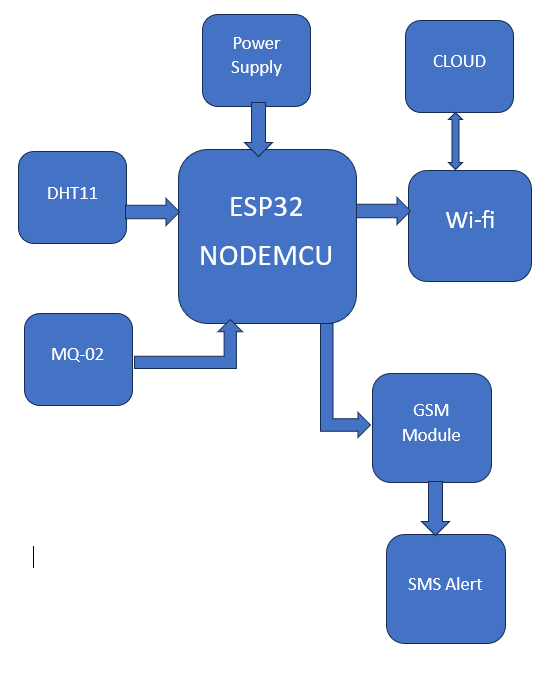 Power
Supply
CLOUD
DHT11
ESP32
NODEMCU
Wi-fi
MQ-02
GSM
Module
SMS Alert